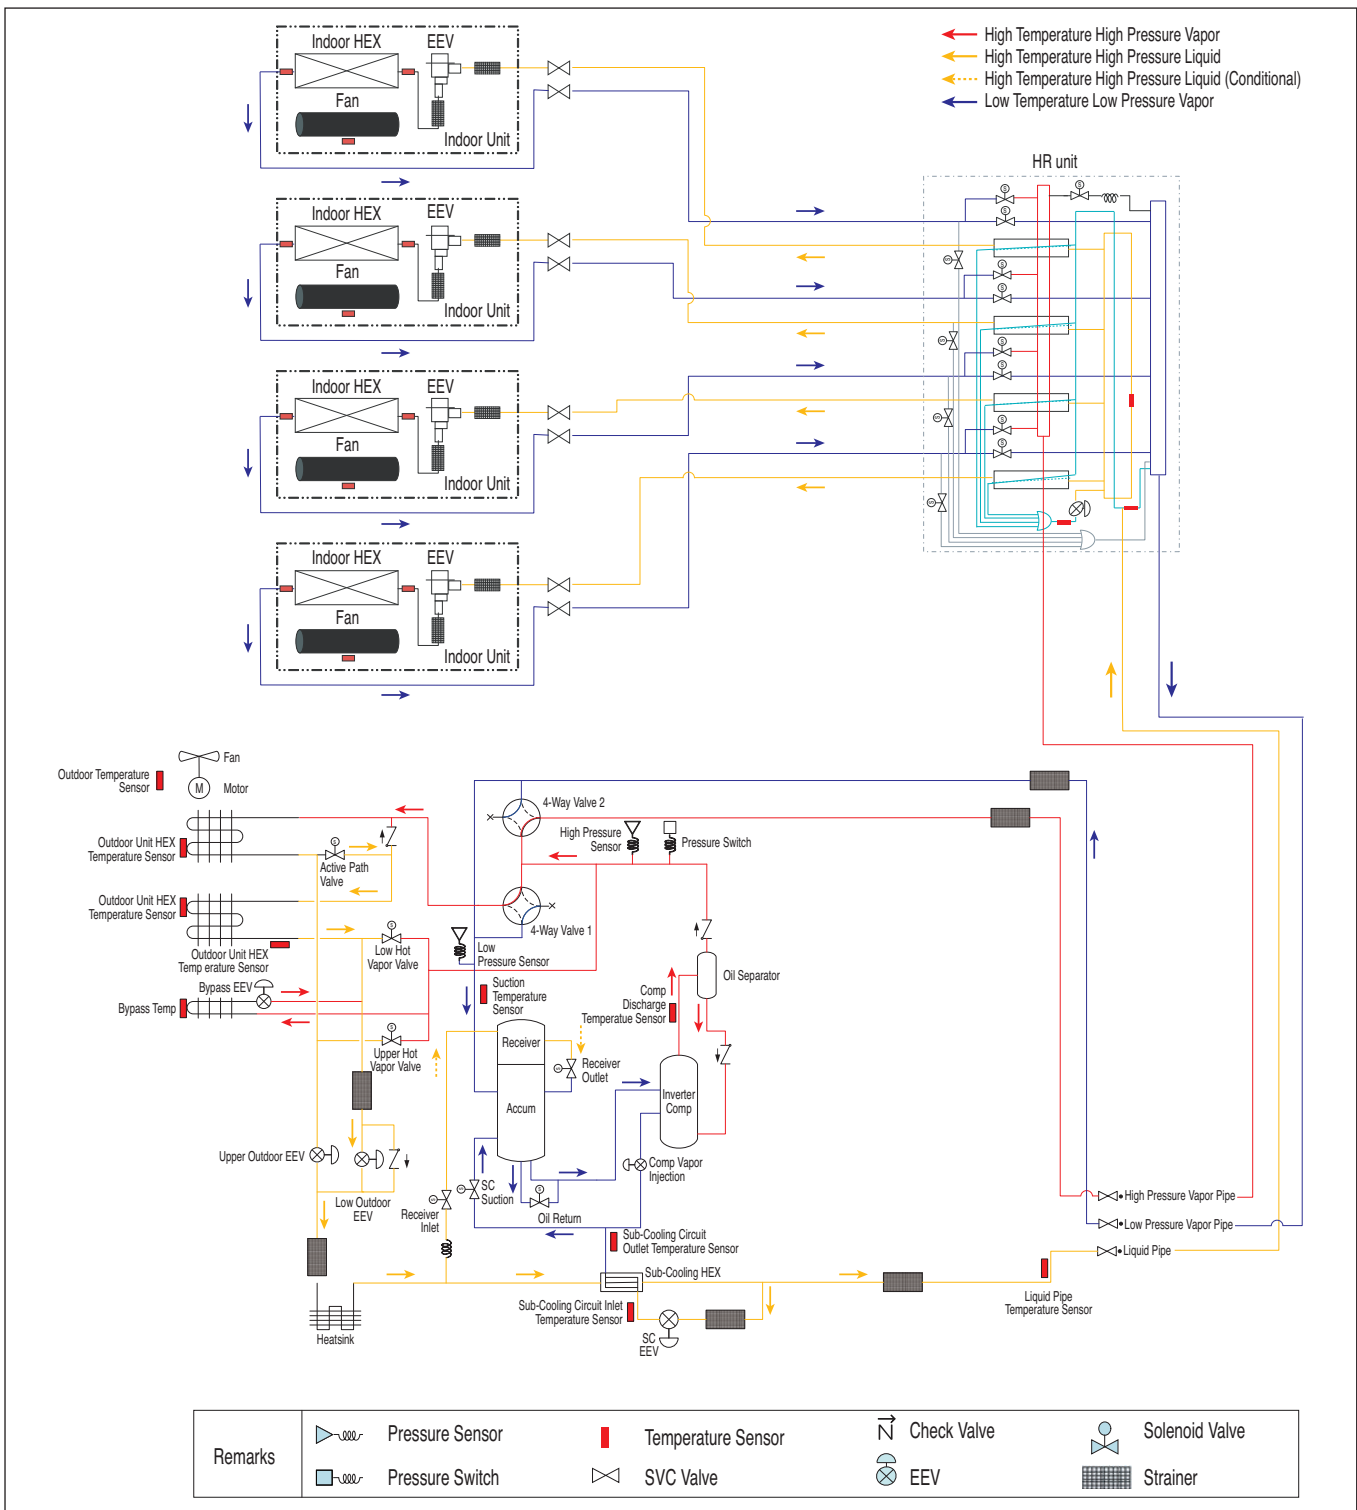 High Temperature High Pressure Vapor
High Temperature High Pressure Liquid
High Temperature High Pressure Liquid (Conditional)
Low Temperature Low Pressure Vapor
Indoor HEX
EEV
Fan
Indoor Unit
HR unit
S
S
S
Indoor HEX
EEV
Fan
Indoor Unit
S
S
S
S
Indoor HEX
EEV
Fan
Indoor Unit
S
S
S
S
Indoor HEX
EEV
Fan
Indoor Unit
S
Fan
Outdoor Temperature
Sensor
M
Motor
4-Way Valve 2
High Pressure
Sensor
Pressure Switch
Outdoor Unit HEX
Temperature Sensor
S
Active Path
Valve
Outdoor Unit HEX
Temperature Sensor
4-Way Valve 1
S
Low Hot
Vapor Valve
Low
Pressure Sensor
Outdoor Unit HEX
Temp erature Sensor
Oil Separator
Bypass EEV
Suction
Temperature
Sensor
Comp
Discharge
Temperatue Sensor
Bypass Temp
S
Upper Hot
Vapor Valve
Receiver
S
Receiver
Outlet
Accum
Inverter
Comp
Upper Outdoor EEV
Low Outdoor
EEV
Comp Vapor
Injection
S
SC
Suction
S
Receiver
Inlet
S
Oil Return
High Pressure Vapor Pipe
Low Pressure Vapor Pipe
Liquid Pipe
Sub-Cooling Circuit
Outlet Temperature Sensor
Sub-Cooling HEX
Liquid Pipe
Temperature Sensor
Sub-Cooling Circuit Inlet
Temperature Sensor
SC
EEV
Heatsink
Remarks
Pressure Sensor
Temperature Sensor
Check Valve
Solenoid Valve
Pressure Switch
SVC Valve
EEV
Strainer